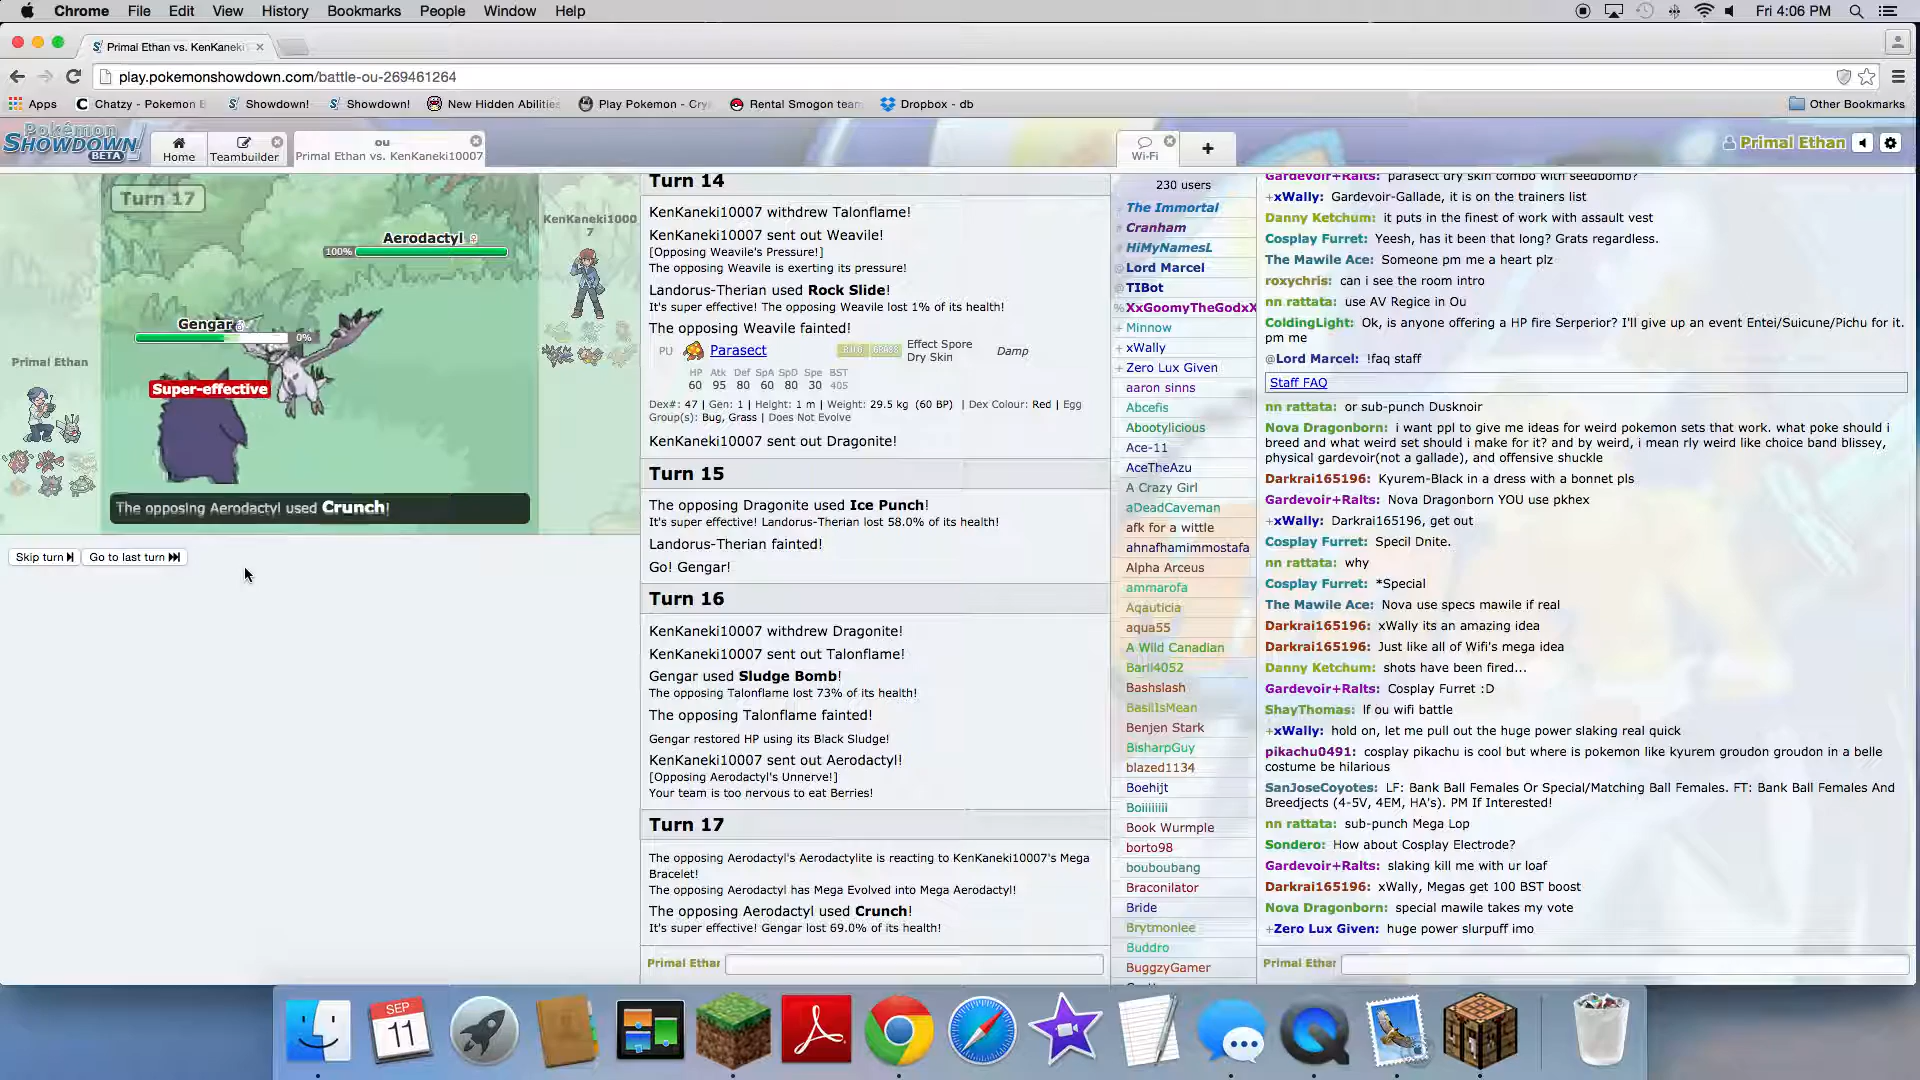 Chrome File Edit View History Bookmarks People Window Help Fri 4:06 PM
Primal Ethan vs. KenKaneki
play.pokemonshowdown.com/battle-ou-269461264
Apps Chatzy - Pokemon B Showdown! Showdown! New Hidden Abilities Play Pokemon - Cry Rental Smogon team Dropbox - db Other Bookmarks
Pokémon
SHOWDOWN!
BETA
Home
Teambuilder
ou
Primal Ethan vs. KenKaneki10007
Wi-Fi
+
Primal Ethan
Turn 17
Aerodactyl
100%
Gengar
0%
Super-effective
The opposing Aerodactyl used Crunch!
Primal Ethan
KenKaneki1000
7
Skip turn
Go to last turn
Turn 14
KenKaneki10007 withdrew Talonflame!
KenKaneki10007 sent out Weavile!
[Opposing Weavile's Pressure!]
The opposing Weavile is exerting its pressure!
Landorus-Therian used Rock Slide!
It's super effective! The opposing Weavile lost 1% of its health!
The opposing Weavile fainted!
PU Parasect BUG GRASS Effect Spore Damp
Dry Skin
HP Atk Def SpA SpD Spe BST
60 95 80 60 80 30 405
Dex#: 47 | Gen: 1 | Height: 1 m | Weight: 29.5 kg (60 BP) | Dex Colour: Red | Egg
Group(s): Bug, Grass | Does Not Evolve
KenKaneki10007 sent out Dragonite!
Turn 15
The opposing Dragonite used Ice Punch!
It's super effective! Landorus-Therian lost 58.0% of its health!
Landorus-Therian fainted!
Go! Gengar!
Turn 16
KenKaneki10007 withdrew Dragonite!
KenKaneki10007 sent out Talonflame!
Gengar used Sludge Bomb!
The opposing Talonflame lost 73% of its health!
The opposing Talonflame fainted!
Gengar restored HP using its Black Sludge!
KenKaneki10007 sent out Aerodactyl!
[Opposing Aerodactyl's Unnerve!]
Your team is too nervous to eat Berries!
Turn 17
The opposing Aerodactyl's Aerodactylite is reacting to KenKaneki10007's Mega
Bracelet!
The opposing Aerodactyl has Mega Evolved into Mega Aerodactyl!
The opposing Aerodactyl used Crunch!
It's super effective! Gengar lost 69.0% of its health!
Primal Ethan
230 users
The Immortal
Cranham
HiMyNamesL
@Lord Marcel
@TIBot
%XxGoomyTheGodxX
+Minnow
+xWally
+Zero Lux Given
aaron sinns
Abcefis
Abootylicious
Ace-11
AceTheAzu
A Crazy Girl
aDeadCaveman
afk for a wittle
ahnafhamimmostafa
Alpha Arceus
ammarofa
Aqauticia
aqua55
A Wild Canadian
Baril4052
Bashslash
BasilIsMean
Benjen Stark
BisharpGuy
blazed1134
Boehijt
Boiiiiiiii
Book Wurmple
borto98
bouboubang
Braconilator
Bride
Brytmonlee
Buddro
BuggzyGamer
Gardevoir+Ralts: parasect dry skin combo with seedbomb?
+xWally: Gardevoir-Gallade, it is on the trainers list
Danny Ketchum: it puts in the finest of work with assault vest
Cosplay Furret: Yeesh, has it been that long? Grats regardless.
The Mawile Ace: Someone pm me a heart plz
roxychris: can i see the room intro
nn rattata: use AV Regice in Ou
ColdingLight: Ok, is anyone offering a HP fire Serperior? I'll give up an event Entei/Suicune/Pichu for it.
pm me
@Lord Marcel: !faq staff
Staff FAQ
nn rattata: or sub-punch Dusknoir
Nova Dragonborn: i want ppl to give me ideas for weird pokemon sets that work. what poke should i
breed and what weird set should i make for it? and by weird, i mean rly weird like choice band blissey,
physical gardevoir(not a gallade), and offensive shuckle
Darkrai165196: Kyurem-Black in a dress with a bonnet pls
Gardevoir+Ralts: Nova Dragonborn YOU use pkhex
+xWally: Darkrai165196, get out
Cosplay Furret: Specil Dnite.
nn rattata: why
Cosplay Furret: *Special
The Mawile Ace: Nova use specs mawile if real
Darkrai165196: xWally its an amazing idea
Darkrai165196: Just like all of Wifi's mega idea
Danny Ketchum: shots have been fired...
Gardevoir+Ralts: Cosplay Furret :D
ShayThomas: lf ou wifi battle
+xWally: hold on, let me pull out the huge power slaking real quick
pikachu0491: cosplay pikachu is cool but where is pokemon like kyurem groudon groudon in a belle
costume be hilarious
SanJoseCoyotes: LF: Bank Ball Females Or Special/Matching Ball Females. FT: Bank Ball Females And
Breedjects (4-5V, 4EM, HA's). PM If Interested!
nn rattata: sub-punch Mega Lop
Sondero: How about Cosplay Electrode?
Gardevoir+Ralts: slaking kill me with ur loaf
Darkrai165196: xWally, Megas get 100 BST boost
Nova Dragonborn: special mawile takes my vote
+Zero Lux Given: huge power slurpuff imo
Primal Ethan
SEP
11